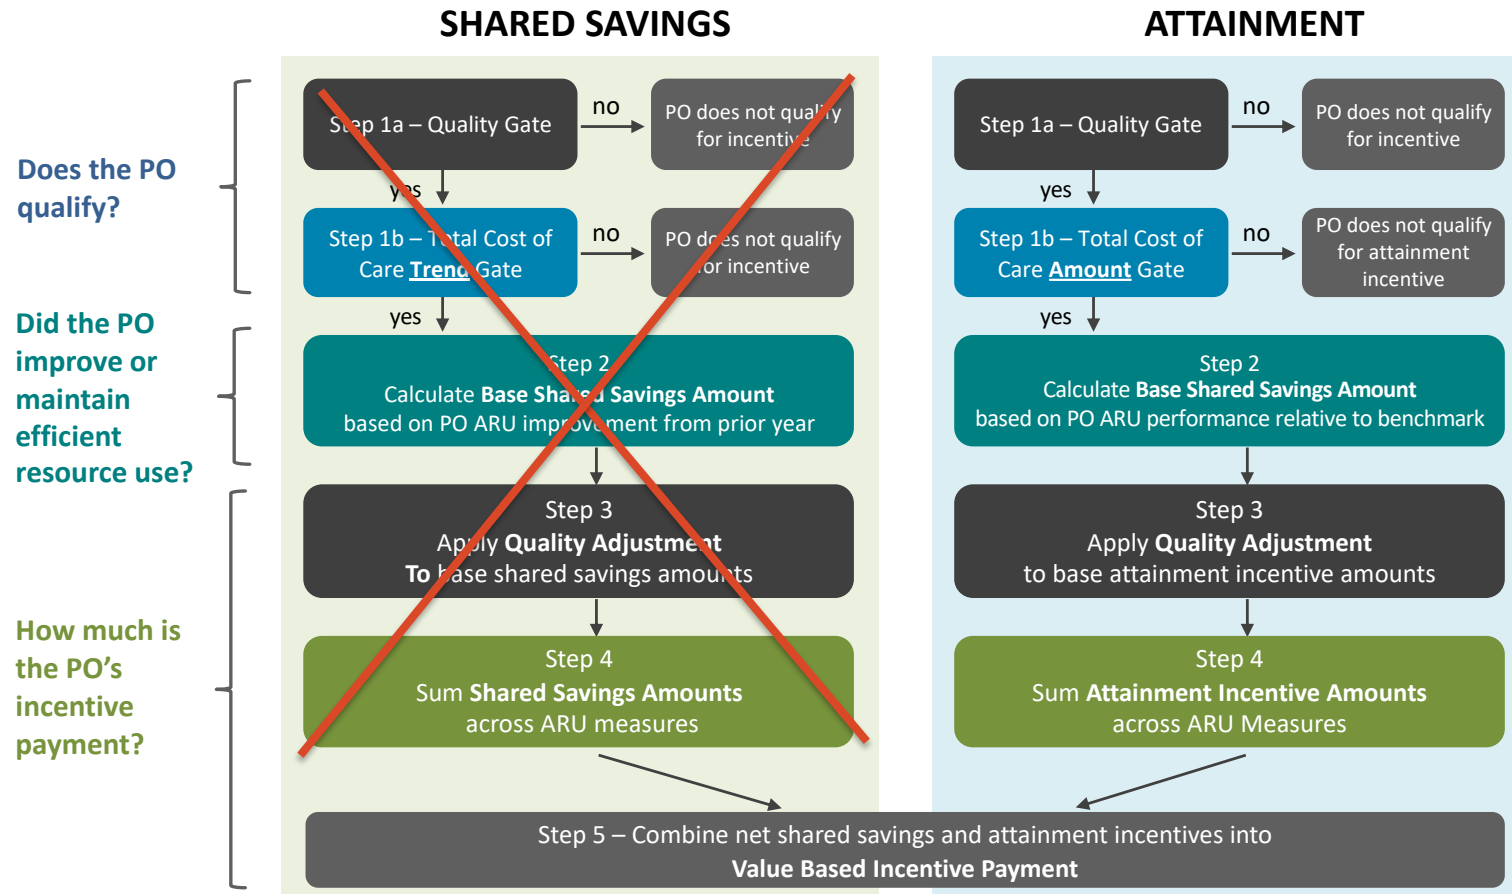 SHARED SAVINGS
ATTAINMENT
Does the PO
qualify?
Did the PO
improve or
maintain
efficient
resource use?
How much is
the PO's
incentive
payment?
Step 1a – Quality Gate
no
PO does not qualify
for incentive
yes
Step 1b – Total Cost of
Care Trend Gate
no
PO does not qualify
for incentive
yes
Step 2
Calculate Base Shared Savings Amount
based on PO ARU improvement from prior year
Step 3
Apply Quality Adjustment
To base shared savings amounts
Step 4
Sum Shared Savings Amounts
across ARU measures
Step 1a – Quality Gate
no
PO does not qualify
for incentive
yes
Step 1b – Total Cost of
Care Amount Gate
no
PO does not qualify
for attainment
incentive
yes
Step 2
Calculate Base Shared Savings Amount
based on PO ARU performance relative to benchmark
Step 3
Apply Quality Adjustment
to base attainment incentive amounts
Step 4
Sum Attainment Incentive Amounts
across ARU Measures
Step 5 – Combine net shared savings and attainment incentives into
Value Based Incentive Payment